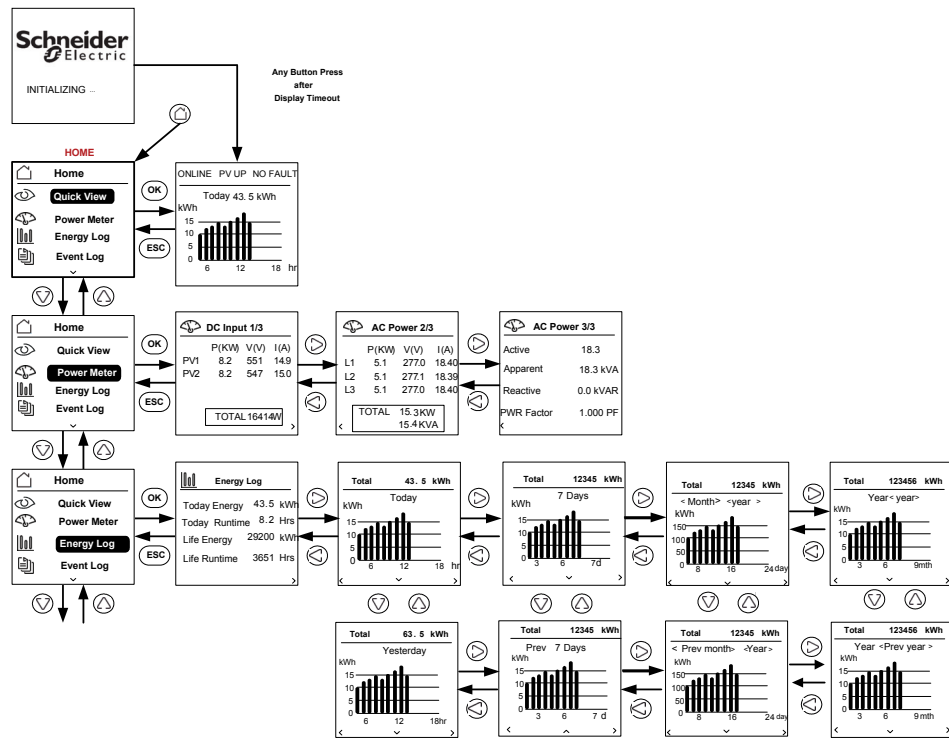 Schneider
Electric
INITIALIZING ...
Any Button Press
after
Display Timeout
HOME
Home
Quick View
Power Meter
Energy Log
Event Log
OK
ESC
ONLINE PV UP NO FAULT
Today 43. 5 kWh
kWh
15
10
5
0
6 12 18 hr
Home
Quick View
Power Meter
Energy Log
Event Log
OK
ESC
DC Input 1/3
P(KW) V(V) I(A)
PV1 8.2 551 14.9
PV2 8.2 547 15.0
TOTAL 16414W
>
AC Power 2/3
P(KW) V(V) I(A)
L1 5.1 277.0 18.40
L2 5.1 277.1 18.39
L3 5.1 277.0 18.40
TOTAL 15.3KW
15.4KVA
< >
AC Power 3/3
Active 18.3
Apparent 18.3 kVA
Reactive 0.0 kVAR
PWR Factor 1.000 PF
<
Home
Quick View
Power Meter
Energy Log
Event Log
OK
ESC
Energy Log
Today Energy 43.5 kWh
Today Runtime 8.2 Hrs
Life Energy 29200 kWh
Life Runtime 3651 Hrs
>
Total 43. 5 kWh
Today
kWh
15
10
5
0
6 12 18 hr
< >
Total 12345 kWh
7 Days
kWh
15
10
5
0
3 6 7d
< >
Total 12345 kWh
< Month> <year >
kWh
150
100
50
0
8 16 24 day
< >
Total 123456 kWh
Year< year>
kWh
15
10
5
0
3 6 9mth
< >
Total 63. 5 kWh
Yesterday
kWh
15
10
5
0
6 12 18hr
< >
Total 12345 kWh
Prev 7 Days
kWh
15
10
5
0
3 6 7 d
< >
Total 12345 kWh
< Prev month> <Year>
kWh
150
100
50
0
8 16 24 day
< >
Total 123456 kWh
Year <Prev year >
kWh
15
10
5
0
3 6 9 mth
< >